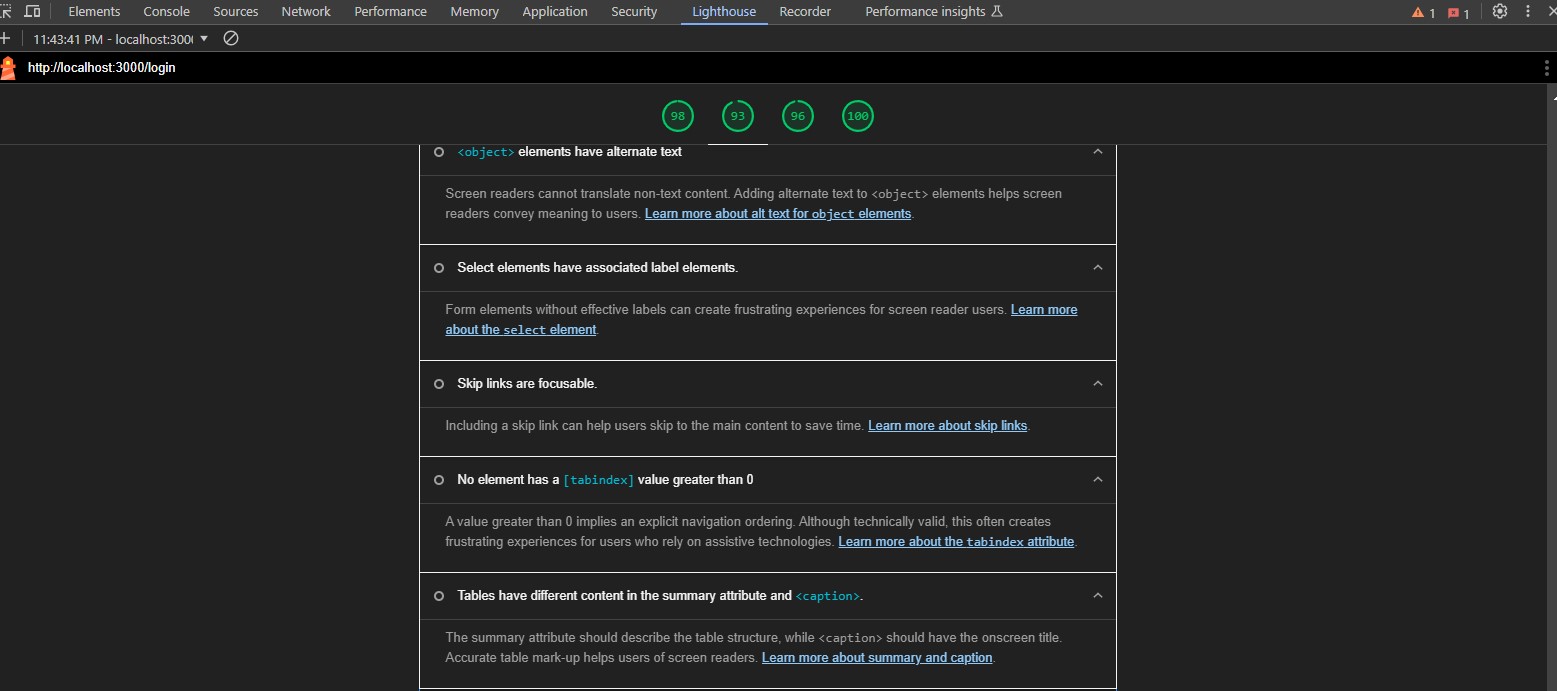 Elements Console Sources Network Performance Memory Application Security Lighthouse Recorder Performance insights 1 1
11:43:41 PM - localhost:300
http://localhost:3000/login
98 93 96 100
<object> elements have alternate text
Screen readers cannot translate non-text content. Adding alternate text to <object> elements helps screen
readers convey meaning to users. Learn more about alt text for object elements.
Select elements have associated label elements.
Form elements without effective labels can create frustrating experiences for screen reader users. Learn more
about the select element.
Skip links are focusable.
Including a skip link can help users skip to the main content to save time. Learn more about skip links.
No element has a [tabindex] value greater than 0
A value greater than 0 implies an explicit navigation ordering. Although technically valid, this often creates
frustrating experiences for users who rely on assistive technologies. Learn more about the tabindex attribute.
Tables have different content in the summary attribute and <caption>.
The summary attribute should describe the table structure, while <caption> should have the onscreen title.
Accurate table mark-up helps users of screen readers. Learn more about summary and caption.